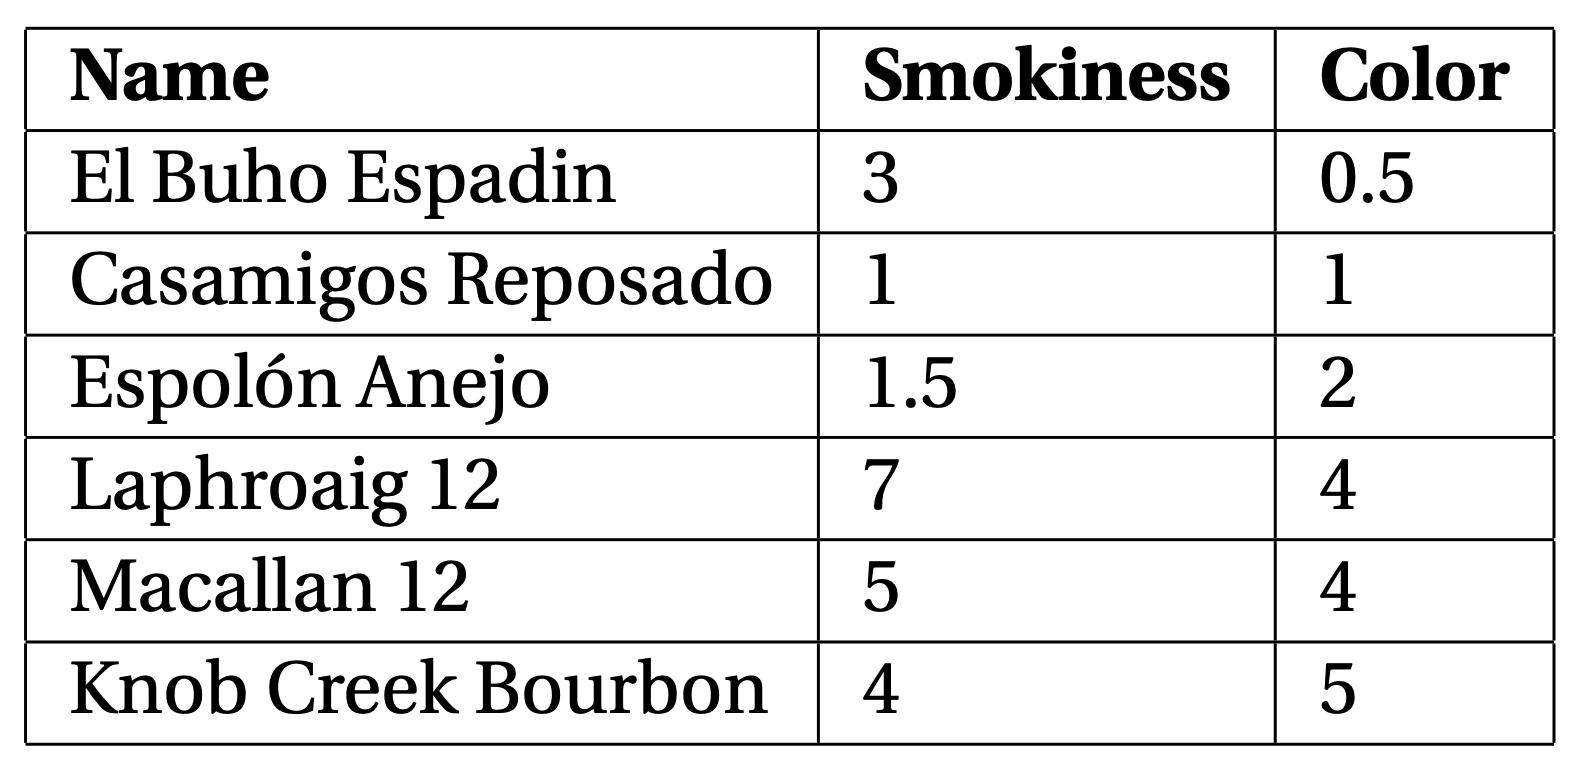 Name Smokiness Color
El Buho Espadin 3 0.5
Casamigos Reposado 1 1
Espolón Anejo 1.5 2
Laphroaig 12 7 4
Macallan 12 5 4
Knob Creek Bourbon 4 5